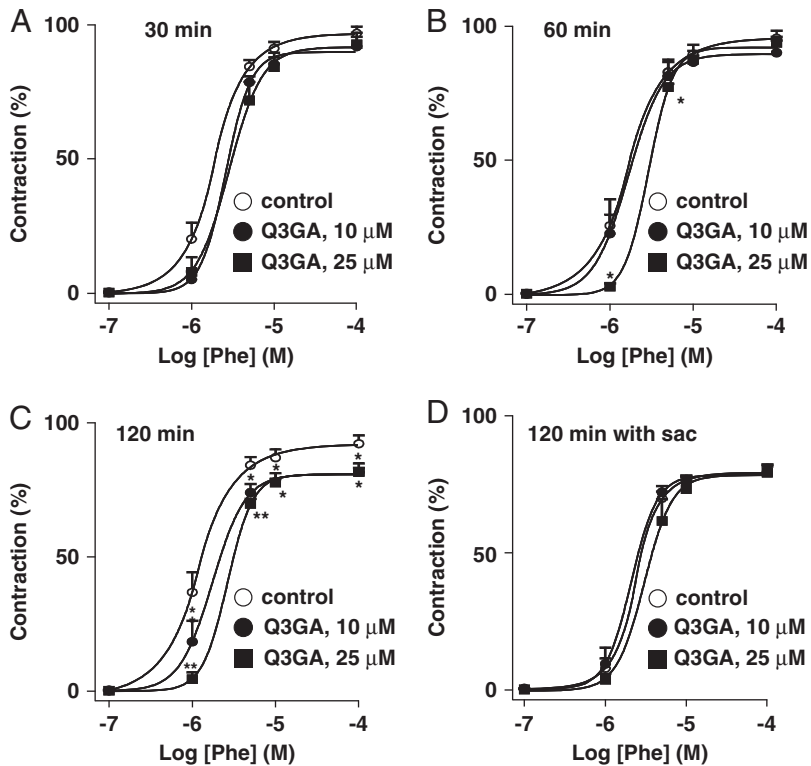 A
30 min
100
50
0
Contraction (%)
control
Q3GA, 10 μM
Q3GA, 25 μM
-7 -6 -5 -4
Log [Phe] (M)
B
60 min
100
50
0
Contraction (%)
*
*
control
Q3GA, 10 μM
Q3GA, 25 μM
-7 -6 -5 -4
Log [Phe] (M)
C
120 min
100
50
0
Contraction (%)
* * *
* *
**
*
**
control
Q3GA, 10 μM
Q3GA, 25 μM
-7 -6 -5 -4
Log [Phe] (M)
D
120 min with sac
100
50
0
Contraction (%)
control
Q3GA, 10 μM
Q3GA, 25 μM
-7 -6 -5 -4
Log [Phe] (M)